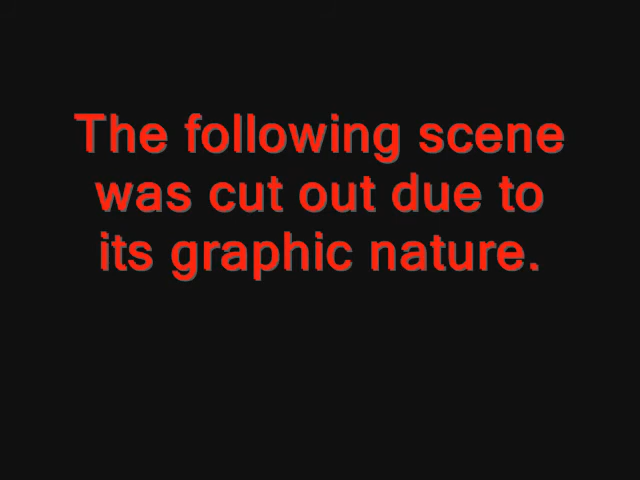 The following scene
was cut out due to
its graphic nature.